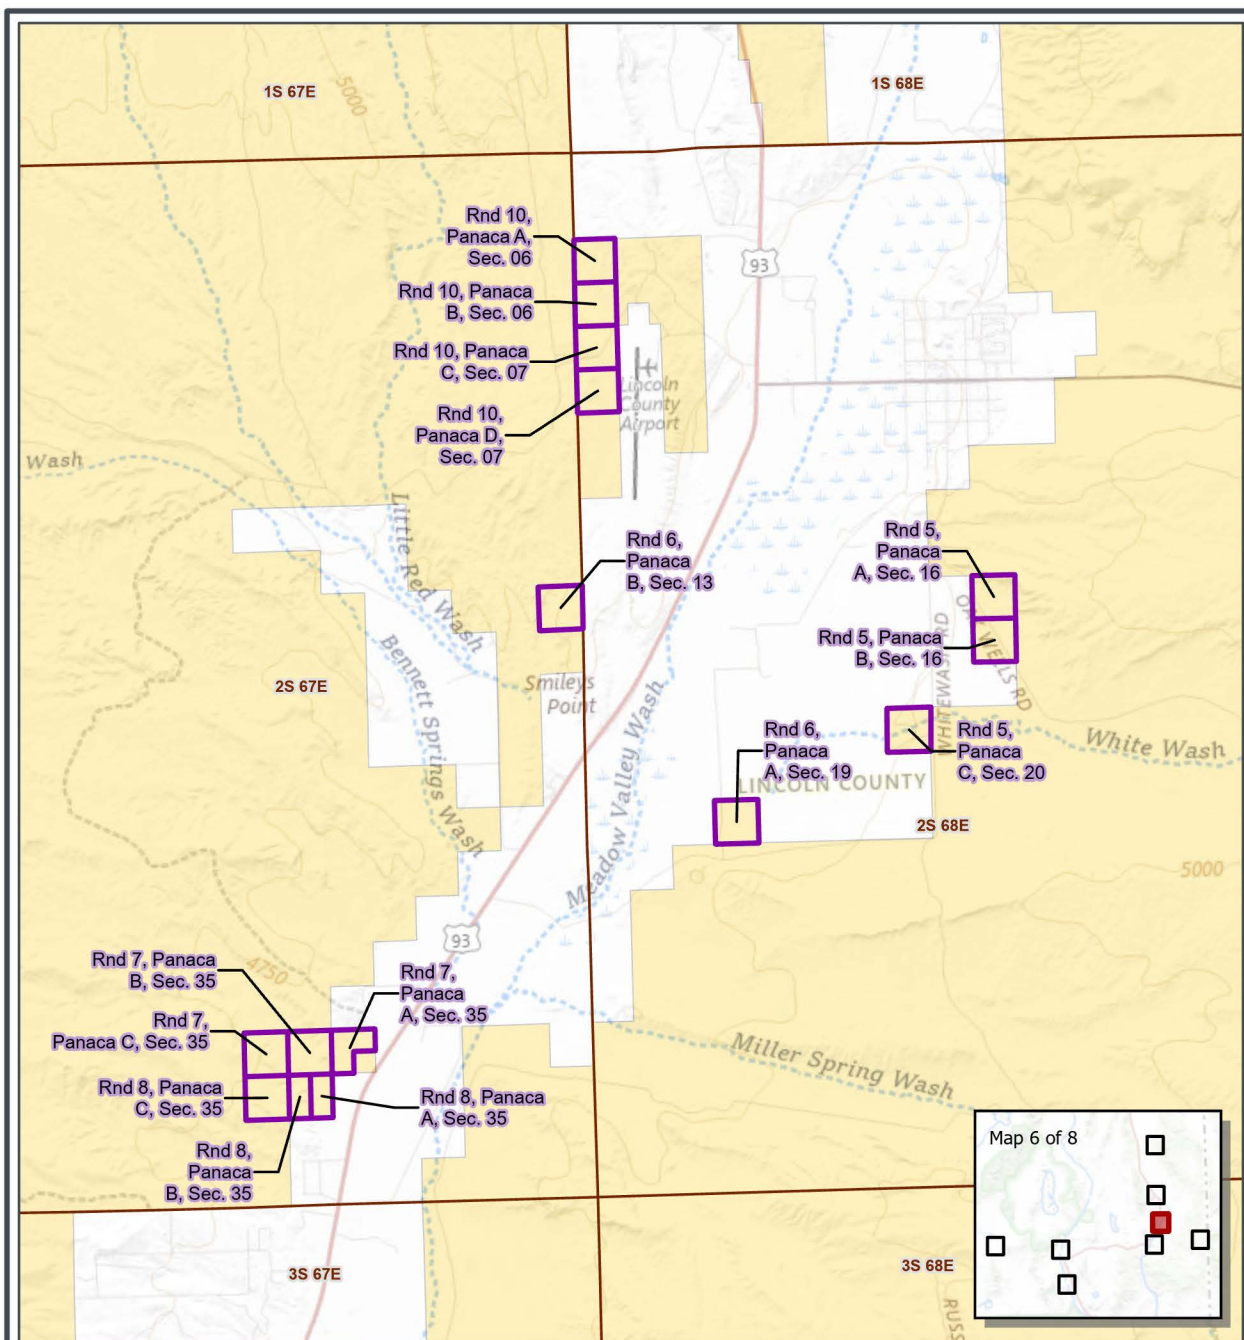 1S 67E
5000
1S 68E
Rnd 10,
Panaca A,
Sec. 06
93
Rnd 10, Panaca
B, Sec. 06
Rnd 10, Panaca
C, Sec. 07
Lincoln
County
Airport
Rnd 10,
Panaca D,
Sec. 07
Wash
Little Red Wash
Rnd 6,
Panaca
B, Sec. 13
Rnd 5,
Panaca
A, Sec. 16
Rnd 5, Panaca
B, Sec. 16
WHITEWASH RD
Bennett Springs Wash
2S 67E
Smileys
Point
Meadow Valley Wash
Rnd 6,
Panaca
A, Sec. 19
Rnd 5,
Panaca
C, Sec. 20
White Wash
LINCOLN COUNTY
2S 68E
5000
93
Rnd 7, Panaca
B, Sec. 35
4750
Rnd 7,
Panaca
A, Sec. 35
Rnd 7,
Panaca C, Sec. 35
Rnd 8, Panaca
C, Sec. 35
Rnd 8, Panaca
A, Sec. 35
Rnd 8,
Panaca
B, Sec. 35
Miller Spring Wash
Map 6 of 8
3S 67E
3S 68E
RUSS